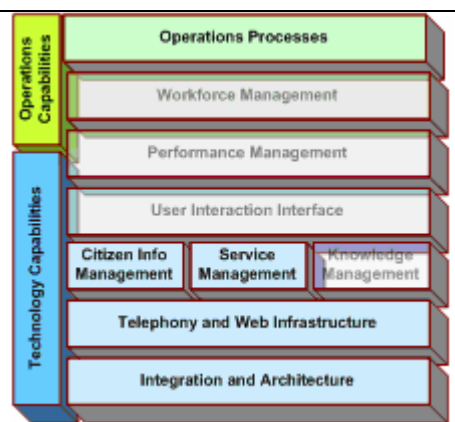 Operations
Capabilities
Operations Processes
Workforce Management
Performance Management
Technology Capabilities
User Interaction Interface
Citizen Info
Management
Service
Management
Knowledge
Management
Telephony and Web Infrastructure
Integration and Architecture